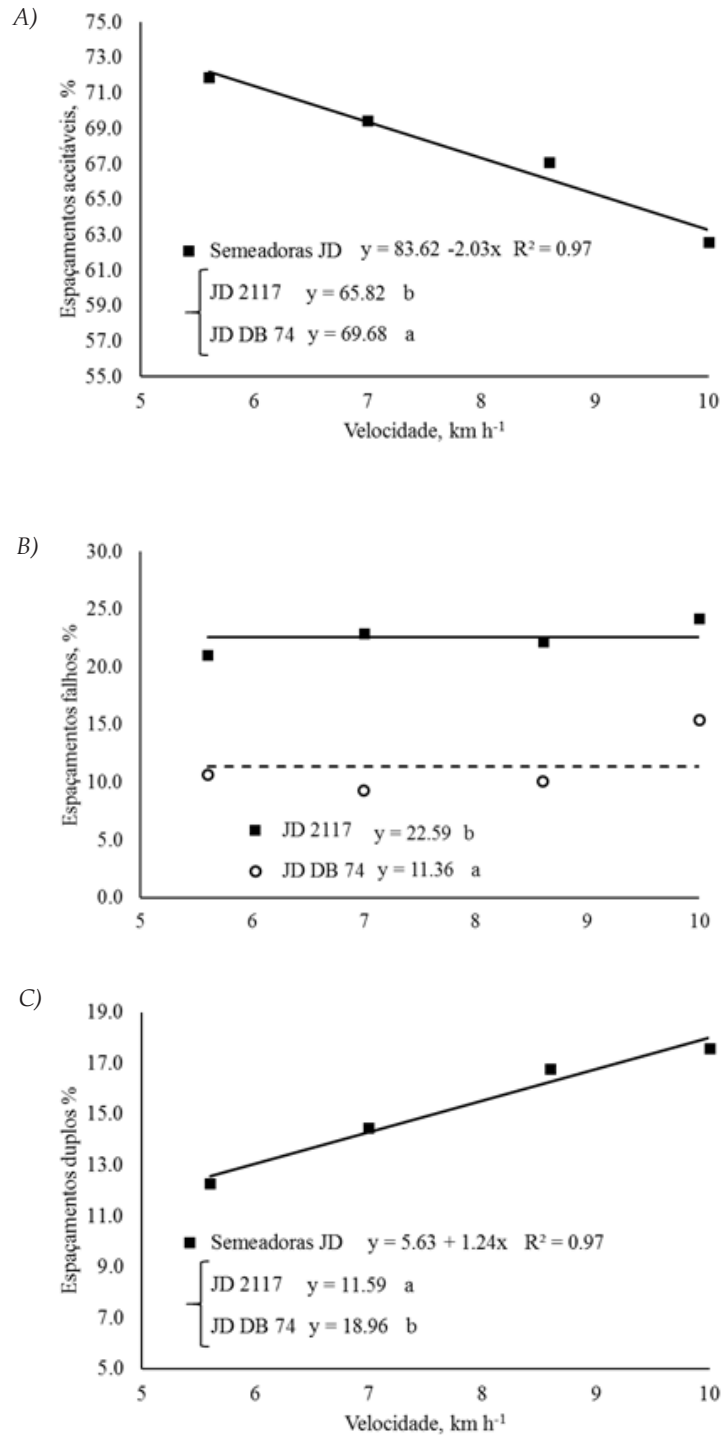 A)
75.0
73.0
71.0
69.0
67.0
65.0
63.0
61.0
59.0
57.0
55.0
Espaçamentos aceitáveis, %
Semeadoras JD y = 83.62 -2.03x R² = 0.97
JD 2117 y = 65.82 b
JD DB 74 y = 69.68 a
5 6 7 8 9 10
Velocidade, km h⁻¹
B)
30.0
25.0
20.0
15.0
10.0
5.0
0.0
Espaçamentos falhos, %
JD 2117 y = 22.59 b
JD DB 74 y = 11.36 a
5 6 7 8 9 10
C)
19.0
17.0
15.0
13.0
11.0
9.0
7.0
5.0
Espaçamentos duplos %
Semeadoras JD y = 5.63 + 1.24x R² = 0.97
JD 2117 y = 11.59 a
JD DB 74 y = 18.96 b
5 6 7 8 9 10
Velocidade, km h⁻¹